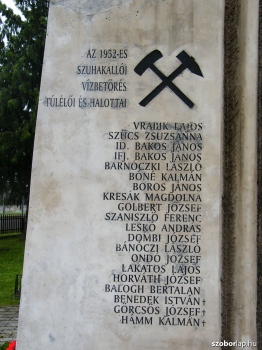 AZ 1952-ES
SZUHAKÁLLÓI
VÍZBETÖRÉS
TÚLÉLŐI ÉS HALOTTAI
VRABIK LAJOS
SZŰCS ZSUZSANNA
ID. BAKOS JÁNOS
IFJ. BAKOS JÁNOS
BARNÓCZKI LÁSZLÓ
BÓNÉ KÁLMÁN
BOROS JÁNOS
KRESÁK MAGDOLNA
GOLBERT JÓZSEF
SZANISZLÓ FERENC
LESKÓ ANDRÁS
DOMBI JÓZSEF
BÁNÓCZI LÁSZLÓ
ONDÓ JÓZSEF
LAKATOS LAJOS
HORVÁTH JÓZSEF
BALOGH BERTALAN
BENEDEK ISTVÁN†
GÖRCSÖS JÓZSEF†
HAMM KÁLMÁN†
szoborlap.hu